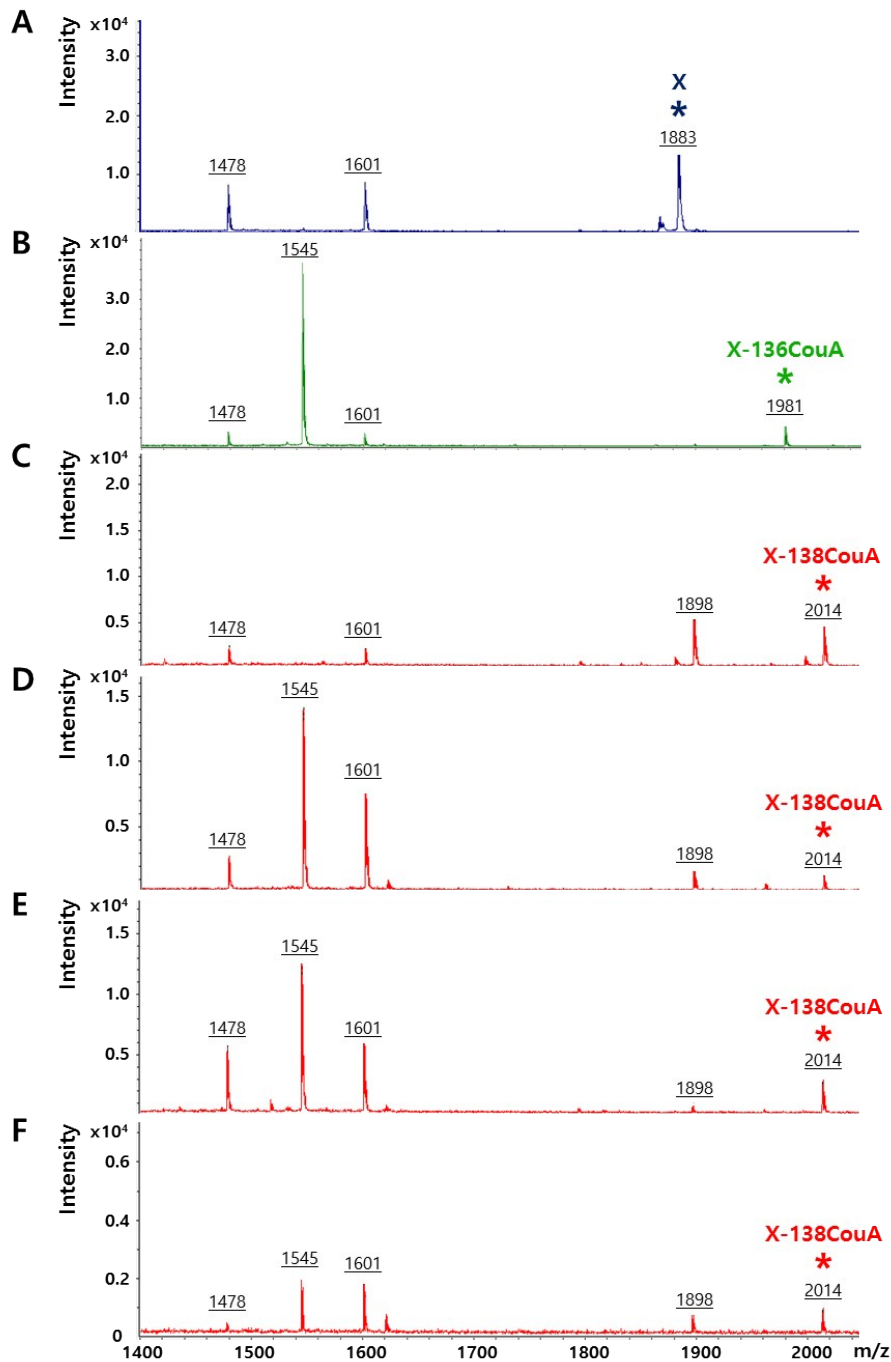 A
x10⁴
Intensity
3.0
2.0
1.0
1478
1601
X
*
1883
B
x10⁴
Intensity
3.0
2.0
1.0
1478
1545
1601
X-136CouA
*
1981
C
x10⁴
Intensity
2.0
1.5
1.0
0.5
1478
1601
1898
X-138CouA
*
2014
D
x10⁴
Intensity
1.5
1.0
0.5
1478
1545
1601
1898
X-138CouA
*
2014
E
x10⁴
Intensity
1.5
1.0
0.5
1478
1545
1601
1898
X-138CouA
*
2014
F
x10⁴
Intensity
0.6
0.4
0.2
0
1478
1545
1601
1898
X-138CouA
*
2014
1400 1500 1600 1700 1800 1900 2000 m/z